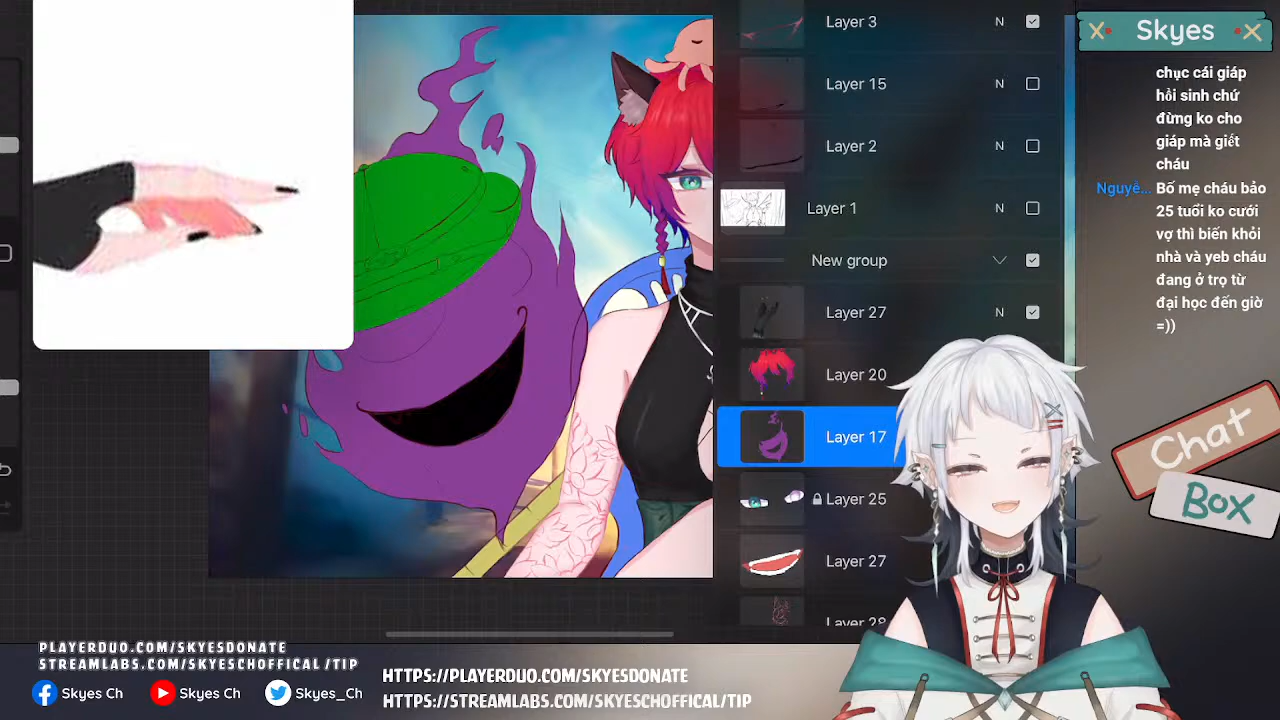 Layer 3 N
Layer 15 N
Layer 2 N
Layer 1 N
New group
Layer 27 N
Layer 20
Layer 17
Layer 25
Layer 27
Layer 28
Skyes
chục cái giáp
hồi sinh chứ
đừng ko cho
giáp mà giết
cháu
Nguyễ... Bố mẹ cháu bảo
25 tuổi ko cưới
vợ thì biến khỏi
nhà và yeb cháu
đang ở trọ từ
đại học đến giờ
=))
Chat
Box
PLAYERDUO.COM/SKYESDONATE
STREAMLABS.COM/SKYESCHOFFICAL/TIP
Skyes Ch
Skyes Ch
Skyes_Ch
HTTPS://PLAYERDUO.COM/SKYESDONATE
HTTPS://STREAMLABS.COM/SKYESCHOFFICAL/TIP